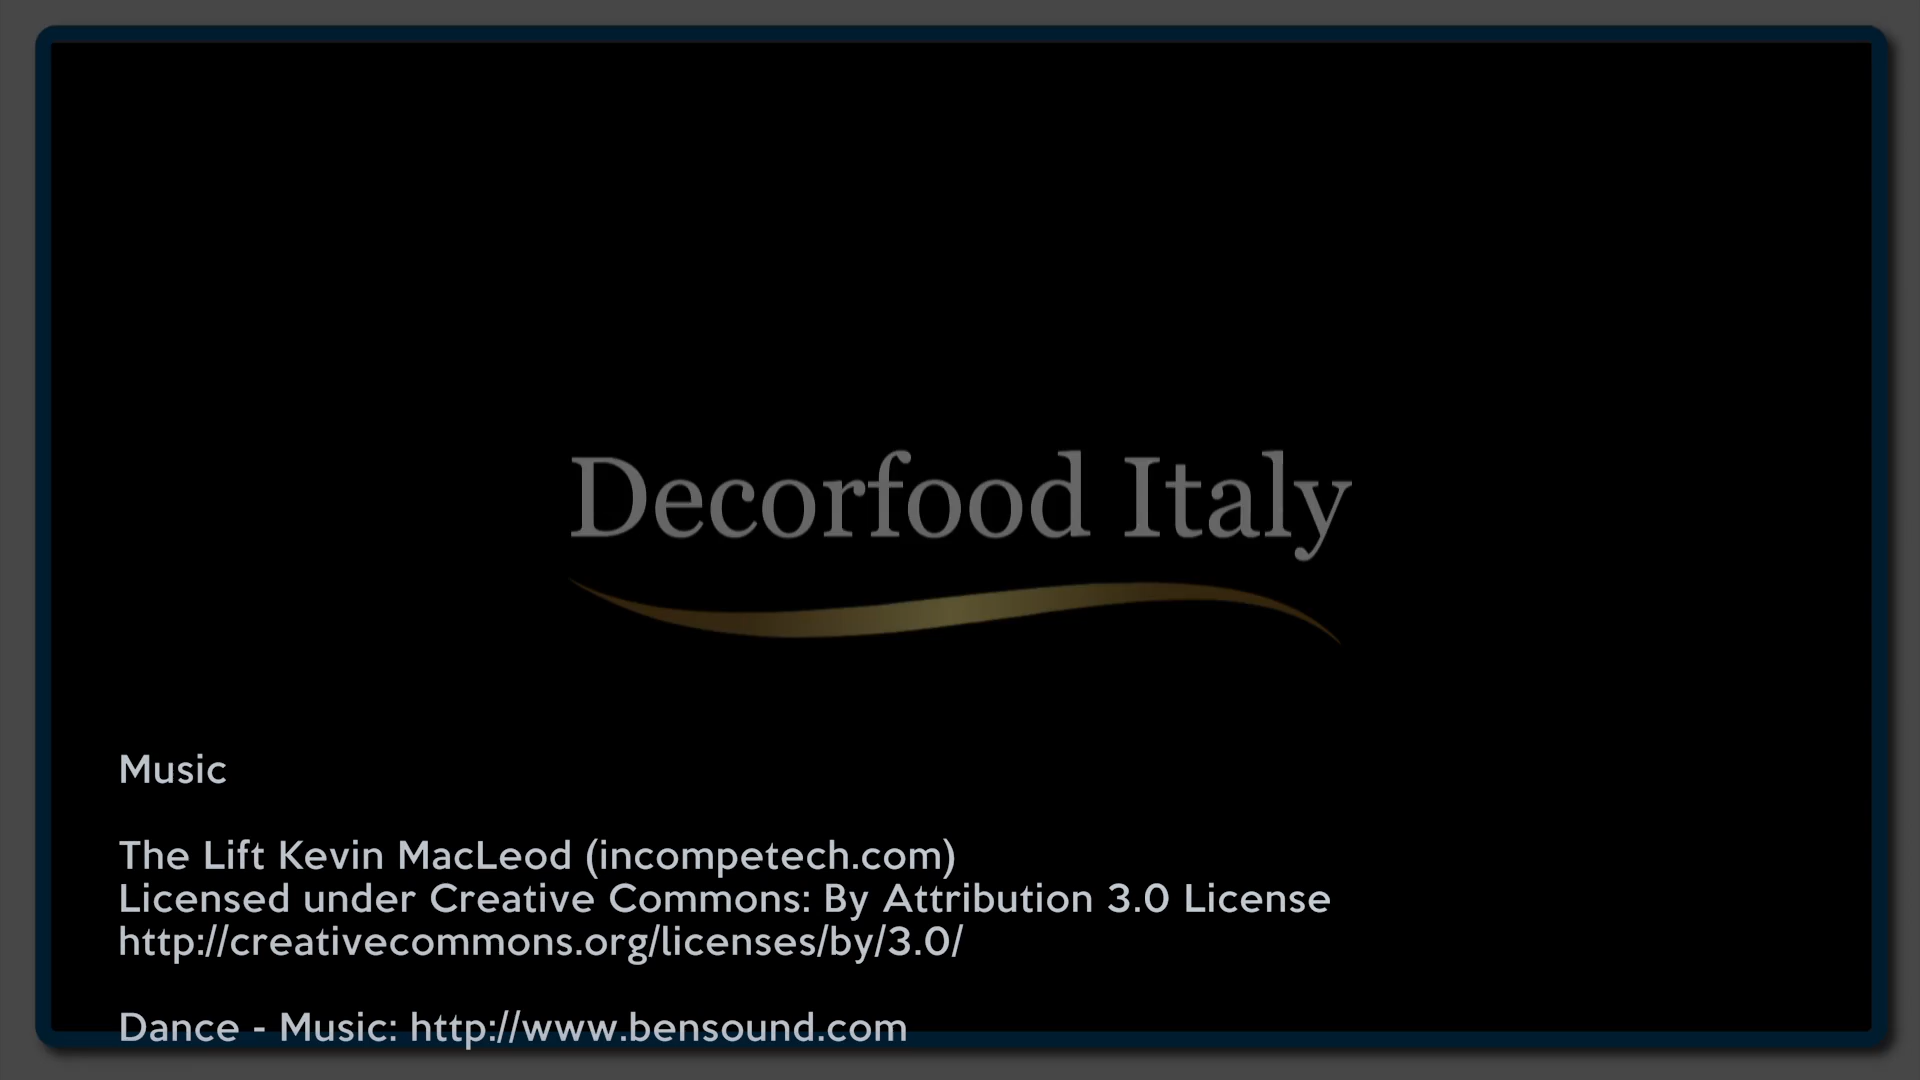 Decorfood Italy
Music
The Lift Kevin MacLeod (incompetech.com)
Licensed under Creative Commons: By Attribution 3.0 License
http://creativecommons.org/licenses/by/3.0/
Dance - Music: http://www.bensound.com